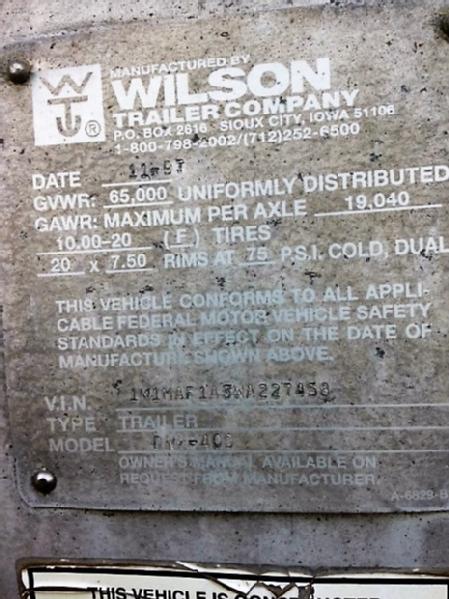 MANUFACTURED BY
WILSON
TRAILER COMPANY
P.O. BOX 2616 SIOUX CITY, IOWA 51106
1-800-798-2002/(712)252-6500
DATE 11-97
GVWR: 65,000 UNIFORMLY DISTRIBUTED
GAWR: MAXIMUM PER AXLE 19,040
10.00-20 (F) TIRES
20 x 7.50 RIMS AT 75 P.S.I. COLD, DUAL
THIS VEHICLE CONFORMS TO ALL APPLI-
CABLE FEDERAL MOTOR VEHICLE SAFETY
STANDARDS in EFFECT ON THE DATE OF
MANUFACTURE SHOWN ABOVE.
V.I.N. 1W1MAF1A5WA227458
TYPE TRAILER
MODEL
OWNER'S MANUAL AVAILABLE ON
REQUEST FROM MANUFACTURER.
A-6829-B
THIS VEHICLE IS